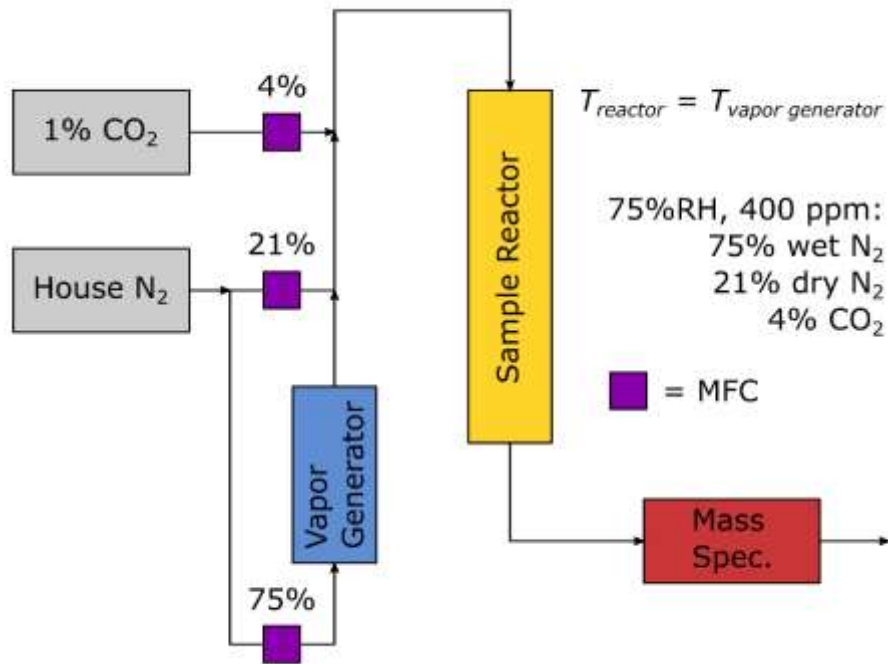 4%
1% CO₂
T_reactor = T_vapor generator
21%
House N₂
75%RH, 400 ppm:
75% wet N₂
21% dry N₂
4% CO₂
Sample Reactor
= MFC
Vapor
Generator
75%
Mass
Spec.